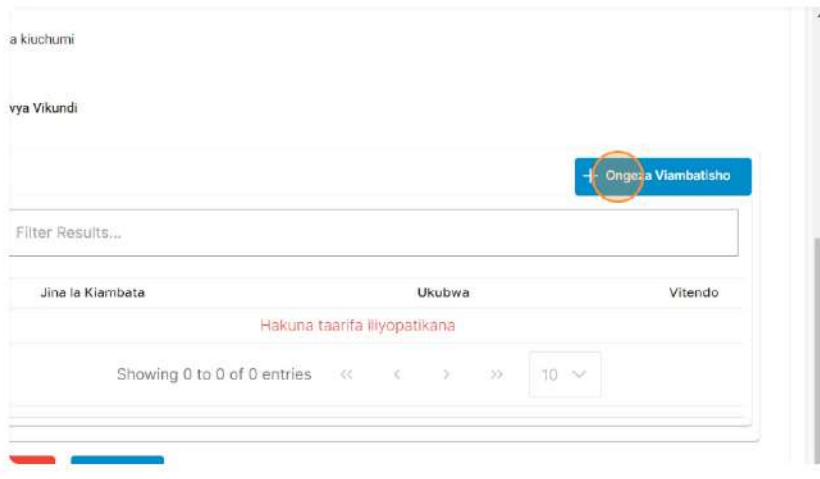 a kiuchumi
vya Vikundi
+ Ongeza Viambatisho
Filter Results...
Jina la Kiambata Ukubwa Vitendo
Hakuna taarifa iliyopatikana
Showing 0 to 0 of 0 entries << < > >> 10